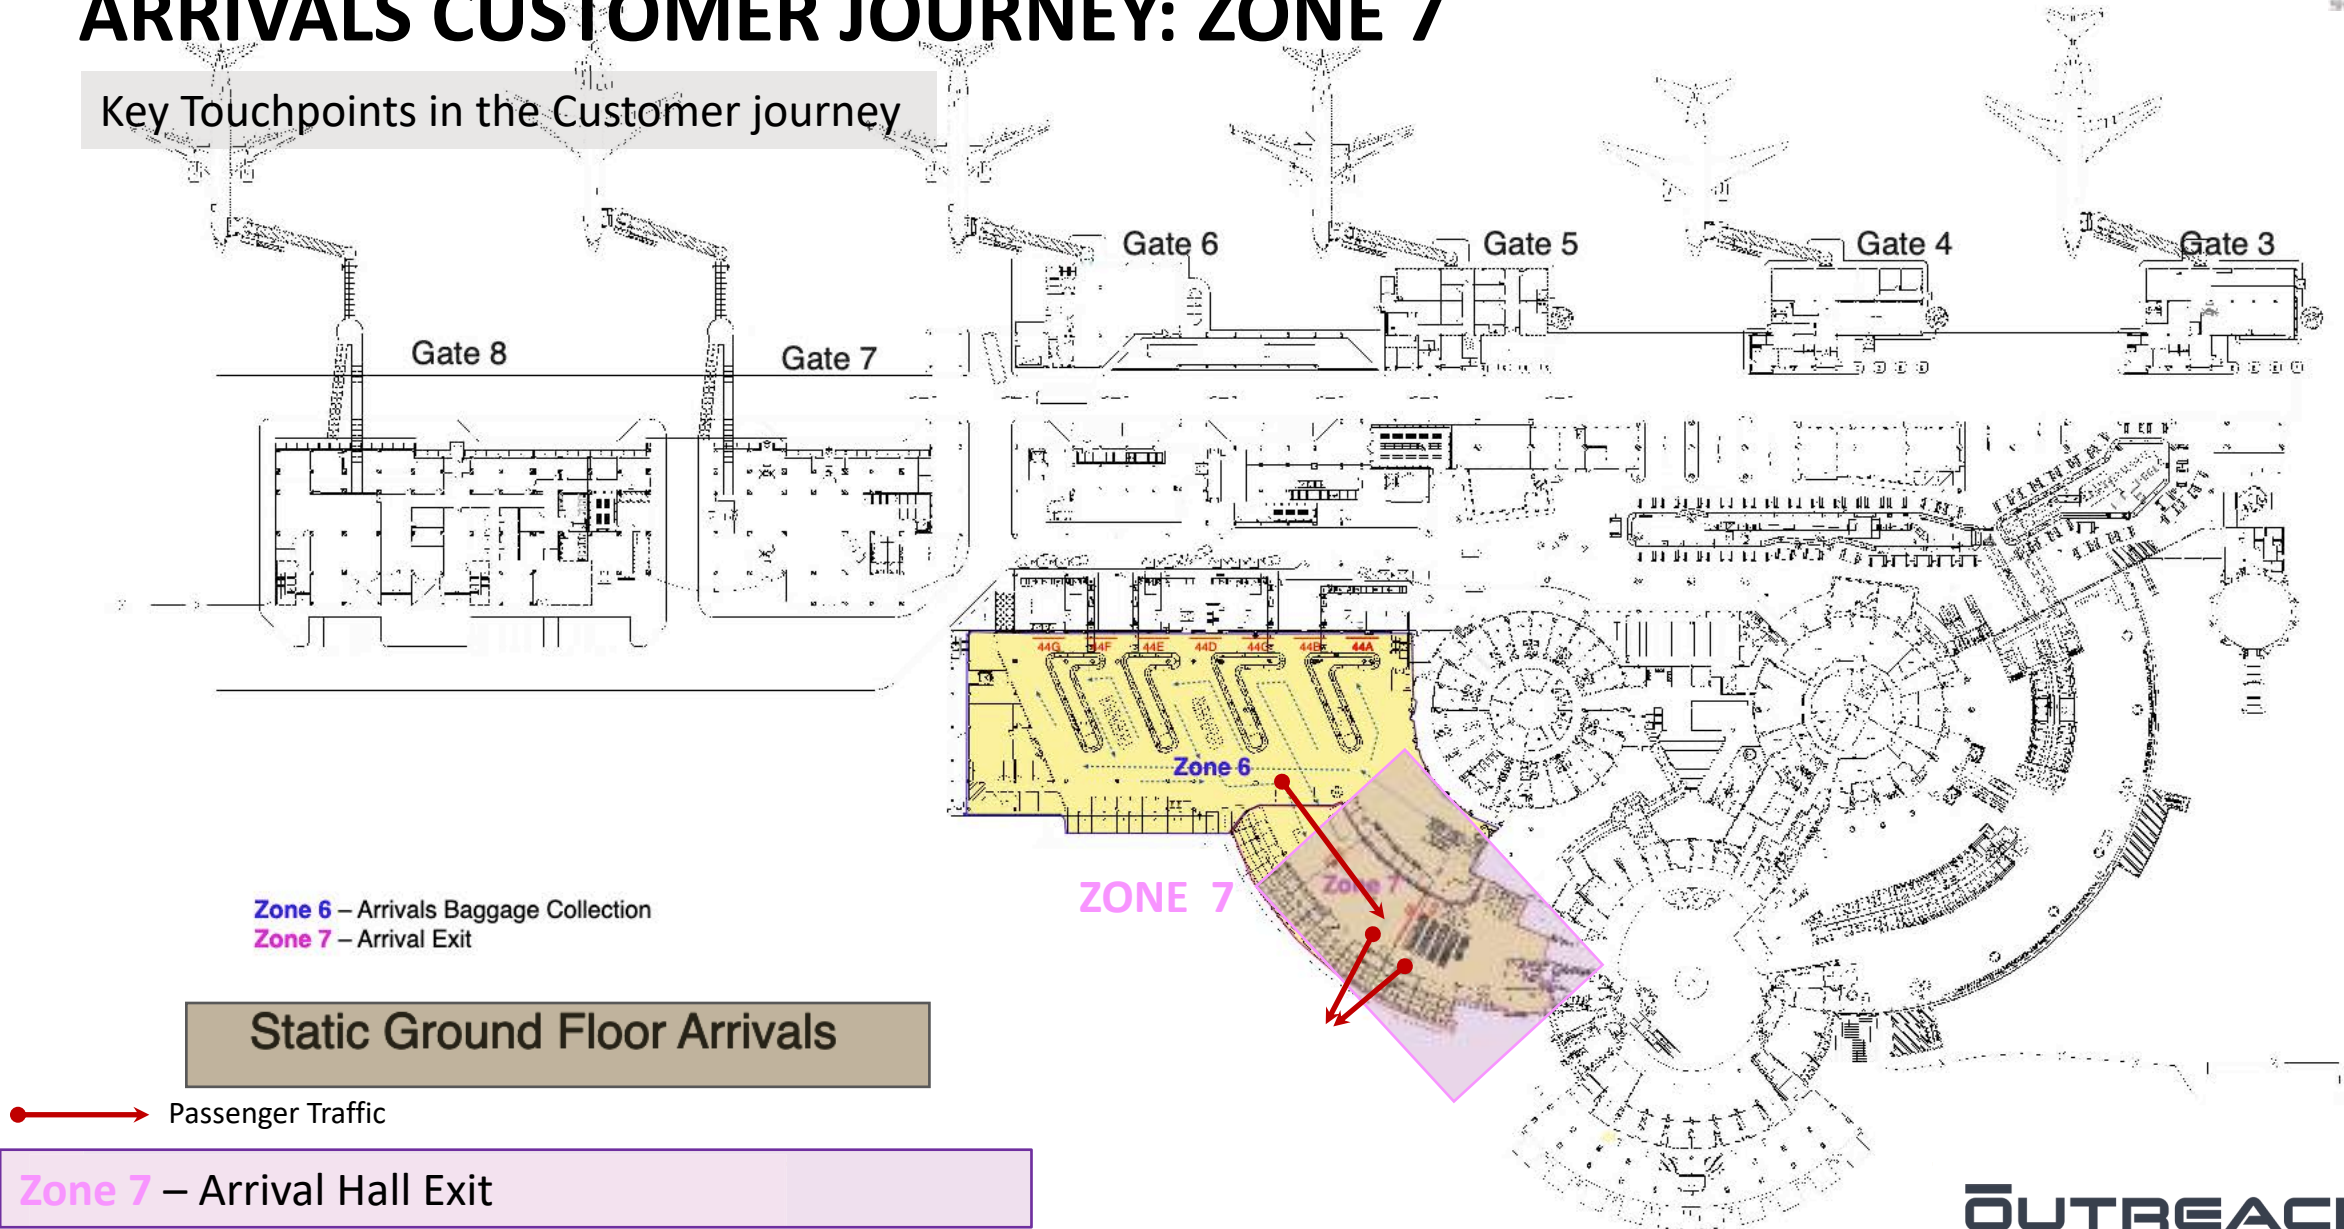 ARRIVALS CUSTOMER JOURNEY: ZONE 7
Key Touchpoints in the Customer journey
Gate 6
Gate 5
Gate 4
Gate 3
Gate 8
Gate 7
44G 44F 44E 44D 44C 44B 44A
Zone 6
Zone 7
ZONE 7
Zone 6 – Arrivals Baggage Collection
Zone 7 – Arrival Exit
Static Ground Floor Arrivals
Passenger Traffic
Zone 7 – Arrival Hall Exit
OUTREAC